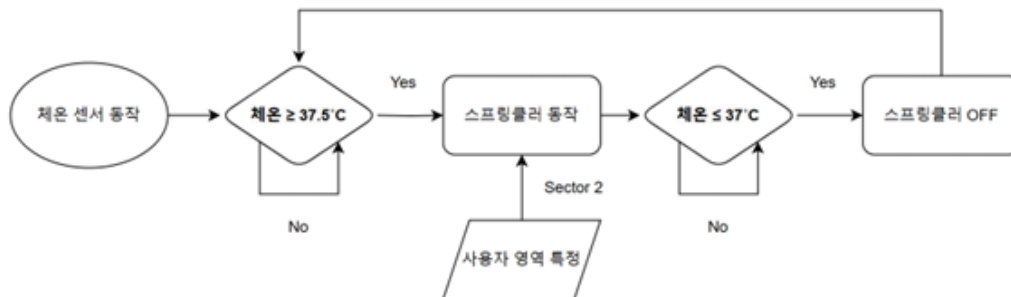 체온 센서 동작
체온 ≥ 37.5˚C
Yes
스프링클러 동작
체온 ≤ 37˚C
Yes
스프링클러 OFF
No
Sector 2
No
사용자 영역 특정